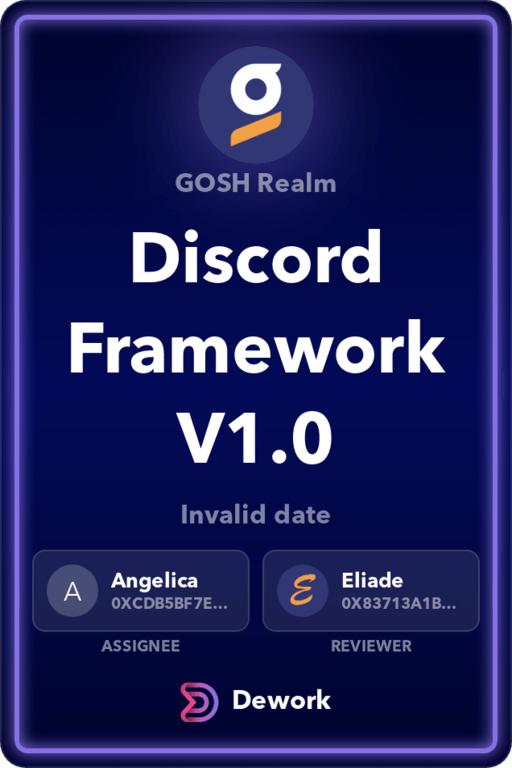 g
GOSH Realm
Discord
Framework
V1.0
Invalid date
A
Angelica
0XCDB5BF7E...
ASSIGNEE
E
Eliade
0X83713A1B...
REVIEWER
Dework